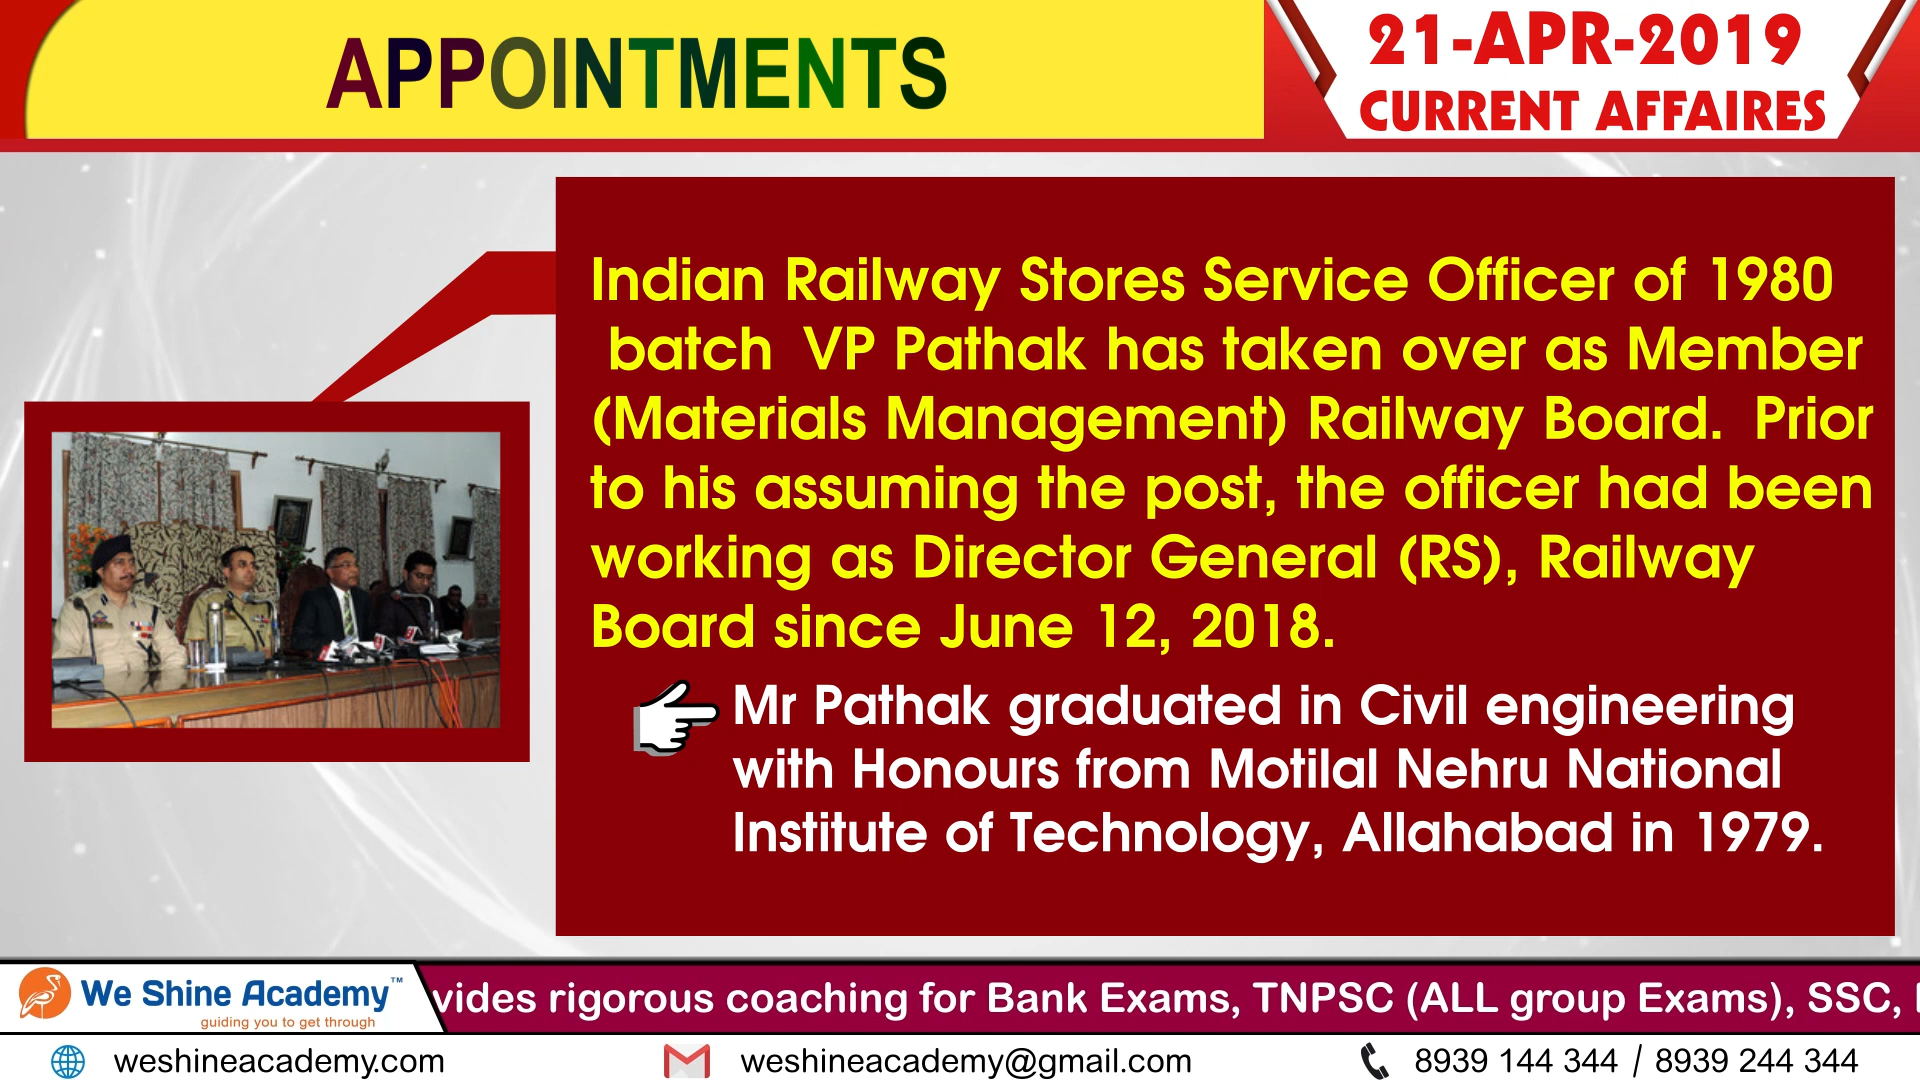 APPOINTMENTS
21-APR-2019
CURRENT AFFAIRES
Indian Railway Stores Service Officer of 1980
batch VP Pathak has taken over as Member
(Materials Management) Railway Board. Prior
to his assuming the post, the officer had been
working as Director General (RS), Railway
Board since June 12, 2018.
Mr Pathak graduated in Civil engineering
with Honours from Motilal Nehru National
Institute of Technology, Allahabad in 1979.
We Shine Academy™
guiding you to get through
vides rigorous coaching for Bank Exams, TNPSC (ALL group Exams), SSC,
weshineacademy.com
weshineacademy@gmail.com
8939 144 344 / 8939 244 344